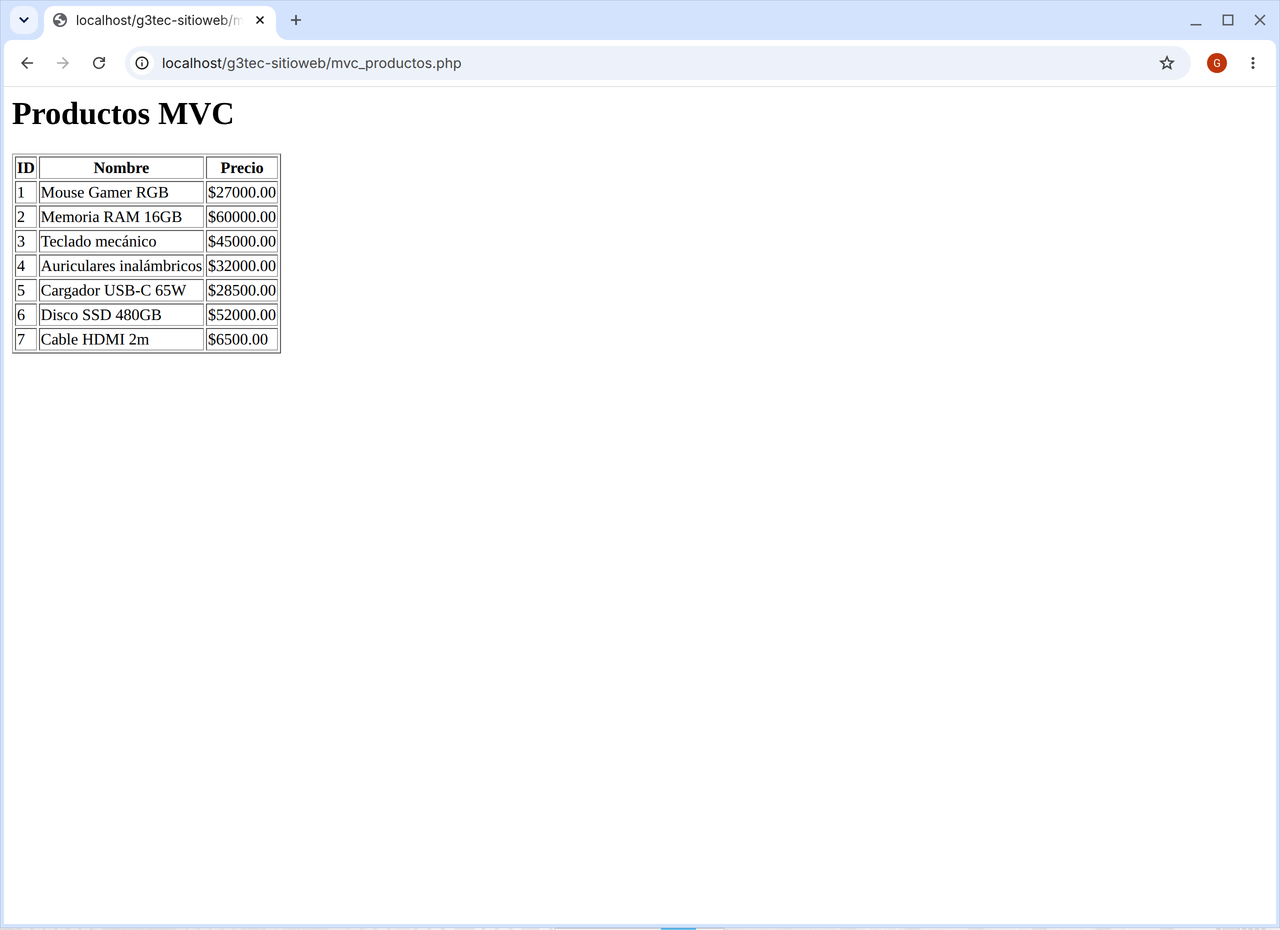 localhost/g3tec-sitioweb/m
localhost/g3tec-sitioweb/mvc_productos.php
G
Productos MVC
ID Nombre Precio
1 Mouse Gamer RGB $27000.00
2 Memoria RAM 16GB $60000.00
3 Teclado mecánico $45000.00
4 Auriculares inalámbricos $32000.00
5 Cargador USB-C 65W $28500.00
6 Disco SSD 480GB $52000.00
7 Cable HDMI 2m $6500.00